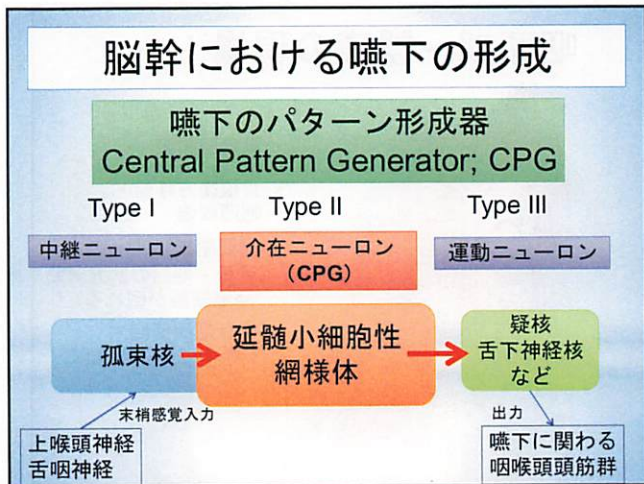 脳幹における嚥下の形成
嚥下のパターン形成器
Central Pattern Generator; CPG
Type I
Type II
Type III
中継ニューロン
介在ニューロン
（CPG）
運動ニューロン
孤束核
延髄小細胞性
網様体
疑核
舌下神経核
など
末梢感覚入力
出力
上喉頭神経
舌咽神経
嚥下に関わる
咽喉頭頭筋群